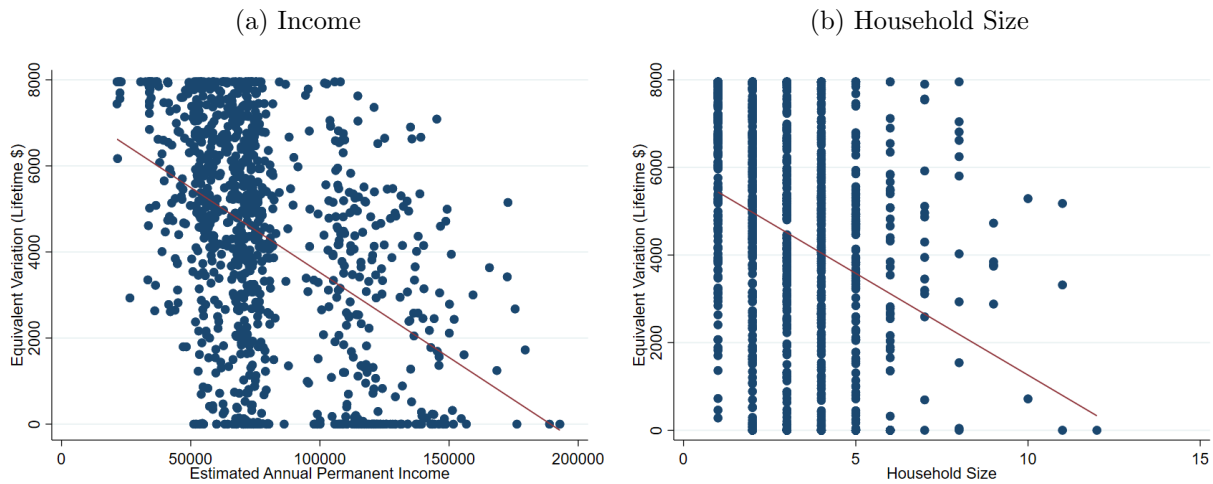 (a) Income
Equivalent Variation (Lifetime $)
8000
6000
4000
2000
0
0 50000 100000 150000 200000
Estimated Annual Permanent Income
(b) Household Size
Equivalent Variation (Lifetime $)
8000
6000
4000
2000
0
0 5 10 15
Household Size